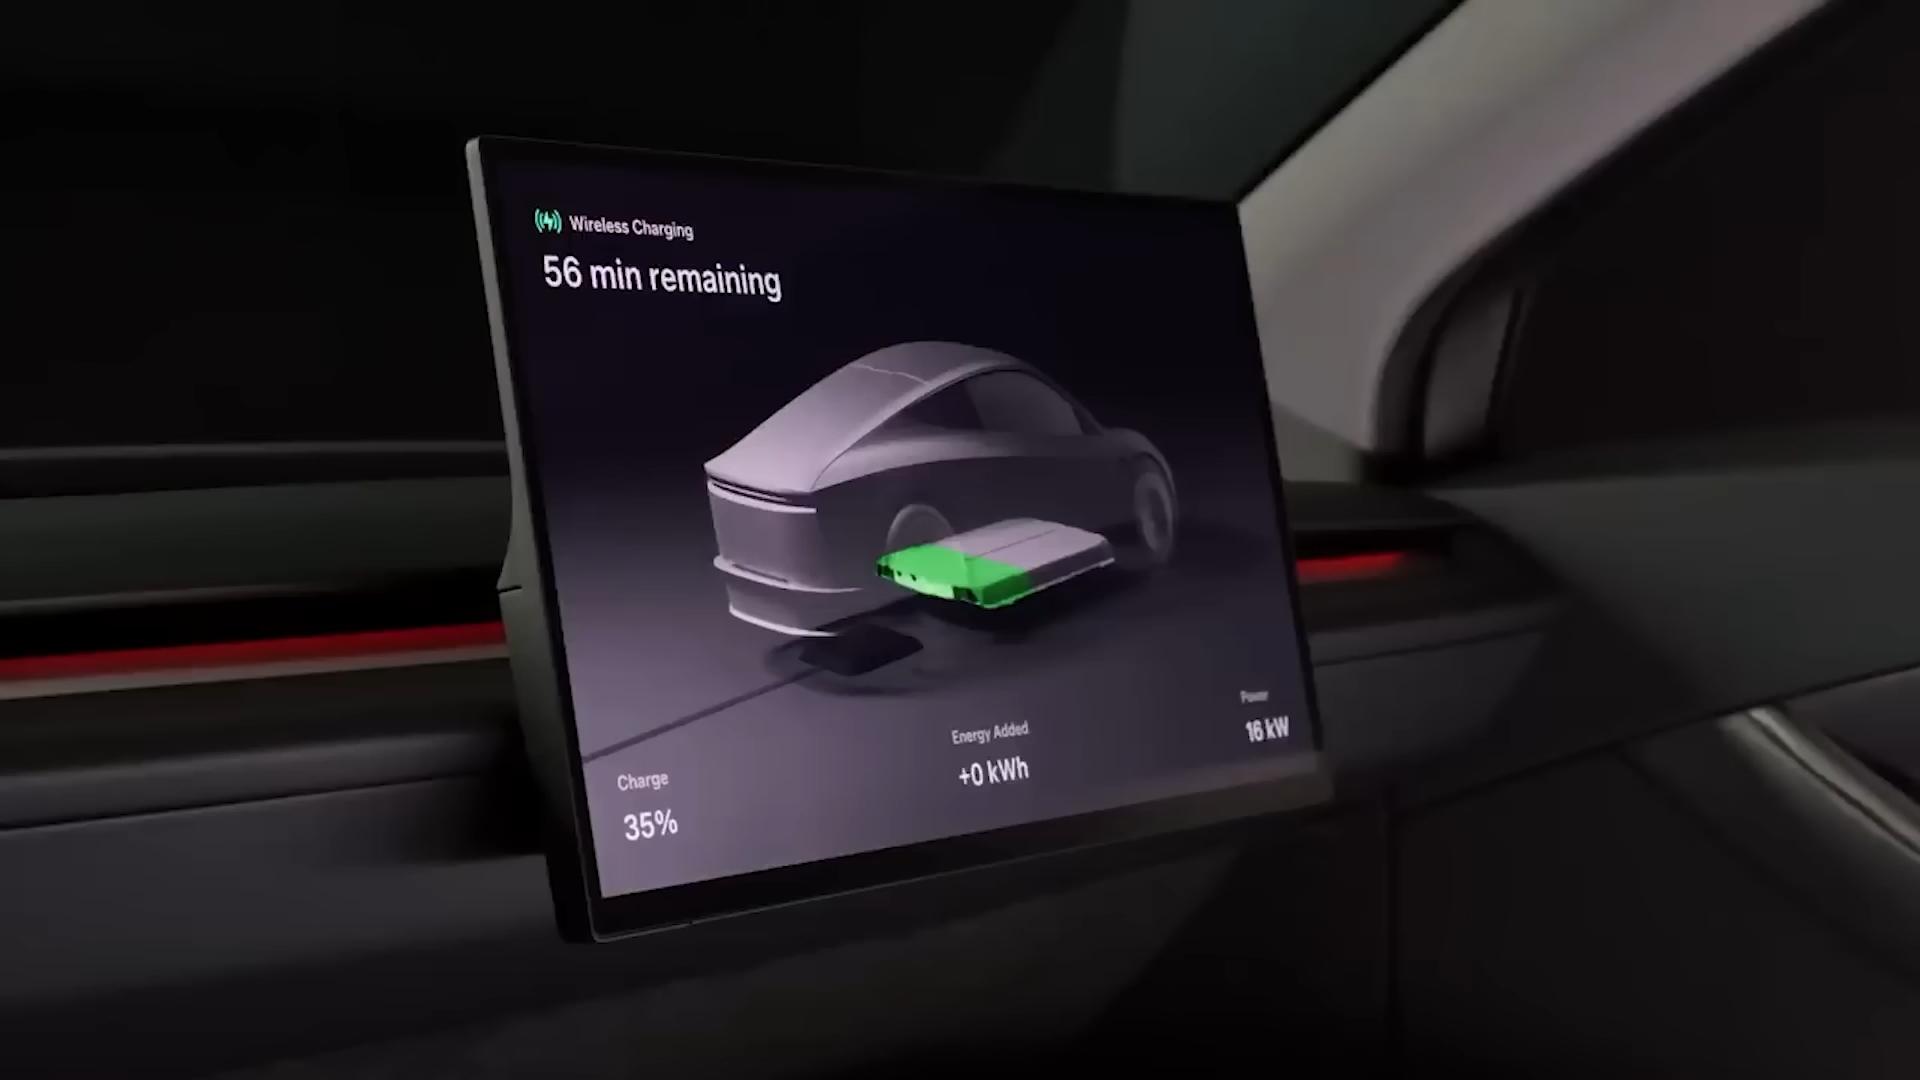 Wireless Charging
56 min remaining
Charge
35%
Energy Added
+0 kWh
Power
16 kW